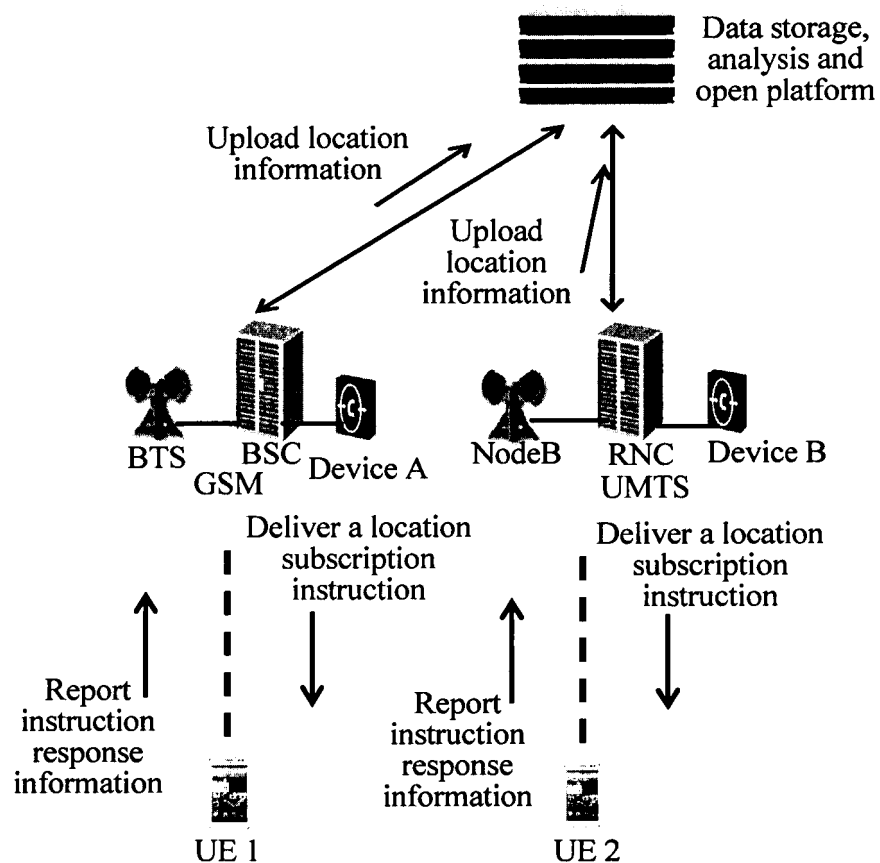 Data storage,
analysis and
open platform
Upload location
information
Upload
location
information
BTS
BSC
Device A
GSM
NodeB
RNC
Device B
UMTS
Deliver a location
subscription
instruction
Deliver a location
subscription
instruction
Report
instruction
response
information
Report
instruction
response
information
UE 1
UE 2